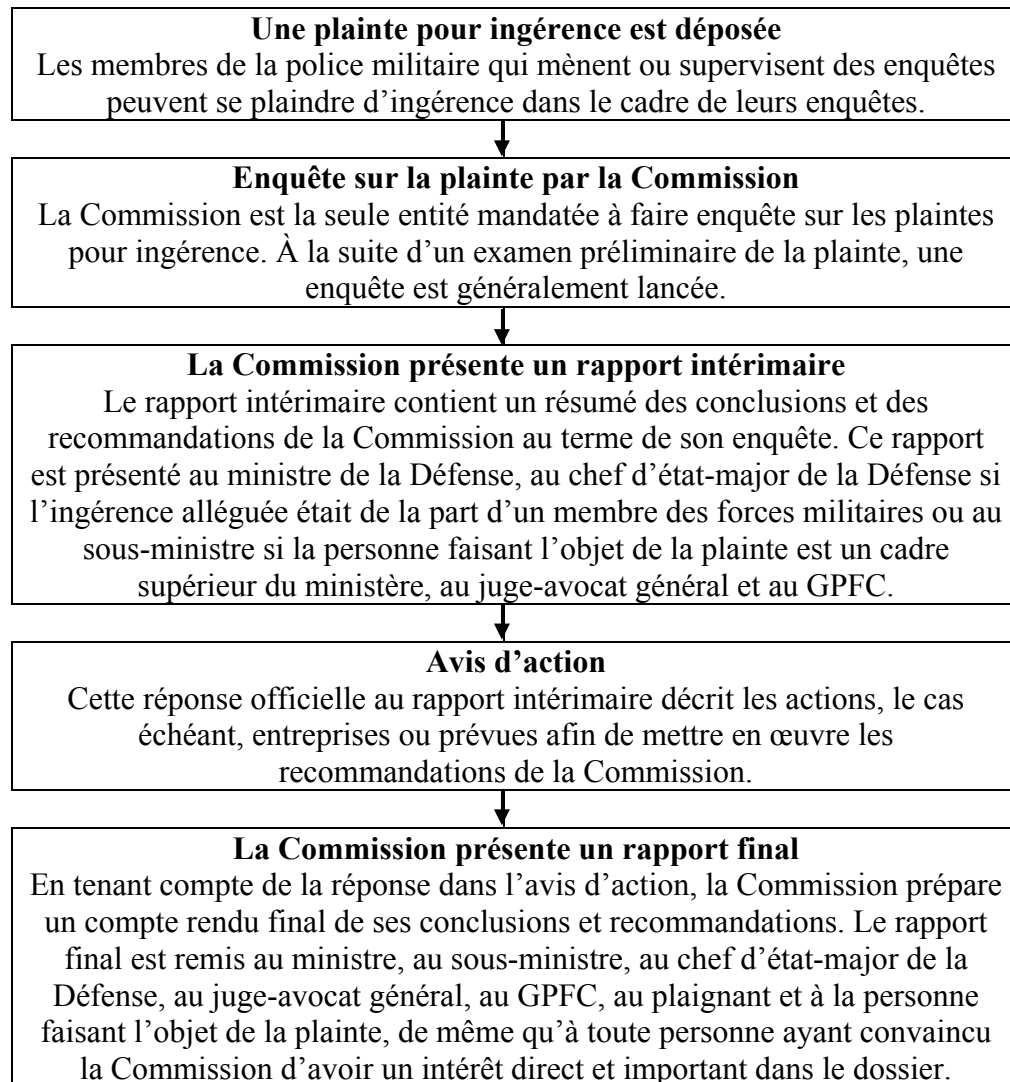 Une plainte pour ingérence est déposée
Les membres de la police militaire qui mènent ou supervisent des enquêtes
peuvent se plaindre d’ingérence dans le cadre de leurs enquêtes.
Enquête sur la plainte par la Commission
La Commission est la seule entité mandatée à faire enquête sur les plaintes
pour ingérence. À la suite d’un examen préliminaire de la plainte, une
enquête est généralement lancée.
La Commission présente un rapport intérimaire
Le rapport intérimaire contient un résumé des conclusions et des
recommandations de la Commission au terme de son enquête. Ce rapport
est présenté au ministre de la Défense, au chef d’état-major de la Défense si
l’ingérence alléguée était de la part d’un membre des forces militaires ou au
sous-ministre si la personne faisant l’objet de la plainte est un cadre
supérieur du ministère, au juge-avocat général et au GPFC.
Avis d’action
Cette réponse officielle au rapport intérimaire décrit les actions, le cas
échéant, entreprises ou prévues afin de mettre en œuvre les
recommandations de la Commission.
La Commission présente un rapport final
En tenant compte de la réponse dans l’avis d’action, la Commission prépare
un compte rendu final de ses conclusions et recommandations. Le rapport
final est remis au ministre, au sous-ministre, au chef d’état-major de la
Défense, au juge-avocat général, au GPFC, au plaignant et à la personne
faisant l’objet de la plainte, de même qu’à toute personne ayant convaincu
la Commission d’avoir un intérêt direct et important dans le dossier.